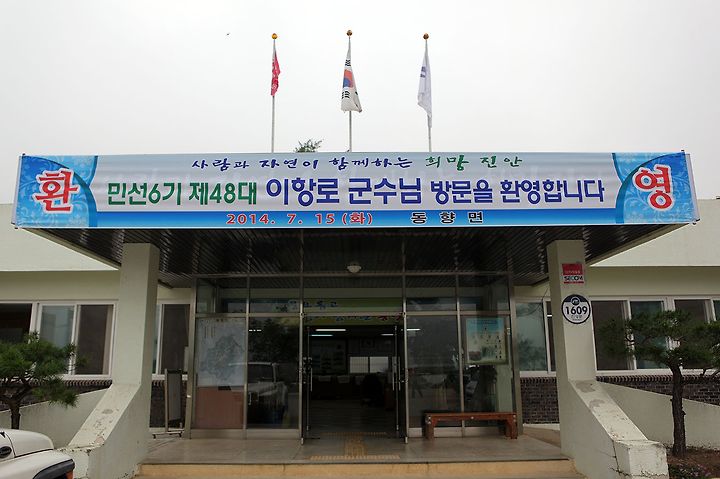 사람과 자연이 함께하는 희망 진안
환 민선6기 제48대 이항로 군수님 방문을 환영합니다 영
2014. 7. 15 (화) 동향면
SECOM
1609